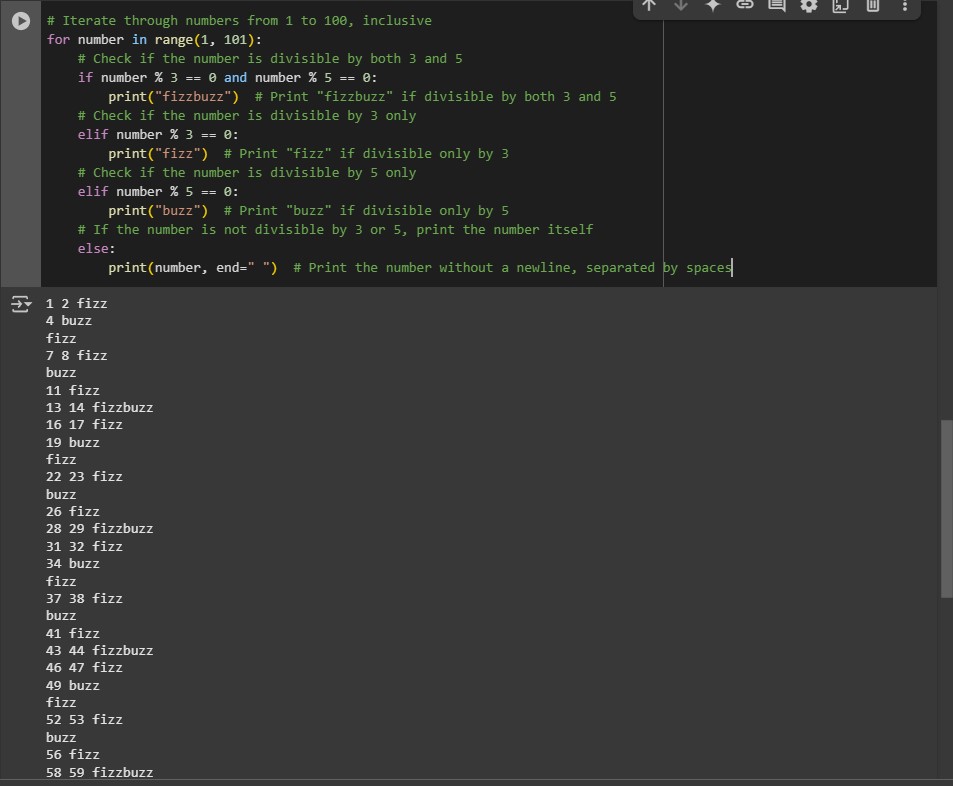 # Iterate through numbers from 1 to 100, inclusive
for number in range(1, 101):
    # Check if the number is divisible by both 3 and 5
    if number % 3 == 0 and number % 5 == 0:
        print("fizzbuzz")  # Print "fizzbuzz" if divisible by both 3 and 5
    # Check if the number is divisible by 3 only
    elif number % 3 == 0:
        print("fizz")  # Print "fizz" if divisible only by 3
    # Check if the number is divisible by 5 only
    elif number % 5 == 0:
        print("buzz")  # Print "buzz" if divisible only by 5
    # If the number is not divisible by 3 or 5, print the number itself
    else:
        print(number, end=" ")  # Print the number without a newline, separated by spaces
1 2 fizz
4 buzz
fizz
7 8 fizz
buzz
11 fizz
13 14 fizzbuzz
16 17 fizz
19 buzz
fizz
22 23 fizz
buzz
26 fizz
28 29 fizzbuzz
31 32 fizz
34 buzz
fizz
37 38 fizz
buzz
41 fizz
43 44 fizzbuzz
46 47 fizz
49 buzz
fizz
52 53 fizz
buzz
56 fizz
58 59 fizzbuzz